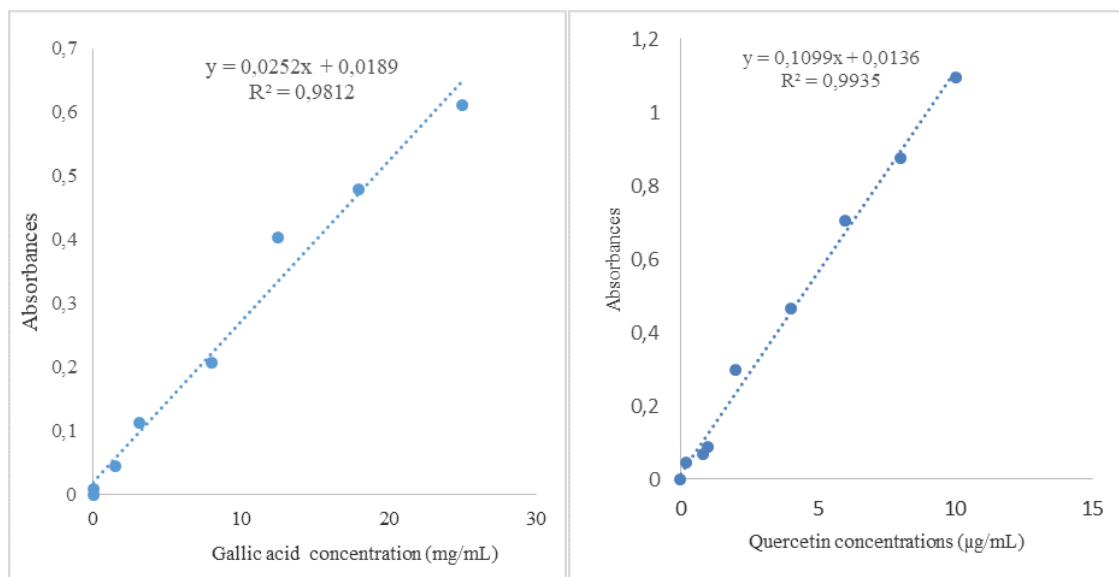 y = 0,0252x + 0,0189
R² = 0,9812
0,7
0,6
0,5
0,4
0,3
0,2
0,1
0
Absorbances
0 10 20 30
Gallic acid concentration (mg/mL)
y = 0,1099x + 0,0136
R² = 0,9935
1,2
1
0,8
0,6
0,4
0,2
0
Absorbances
0 5 10 15
Quercetin concentrations (µg/mL)